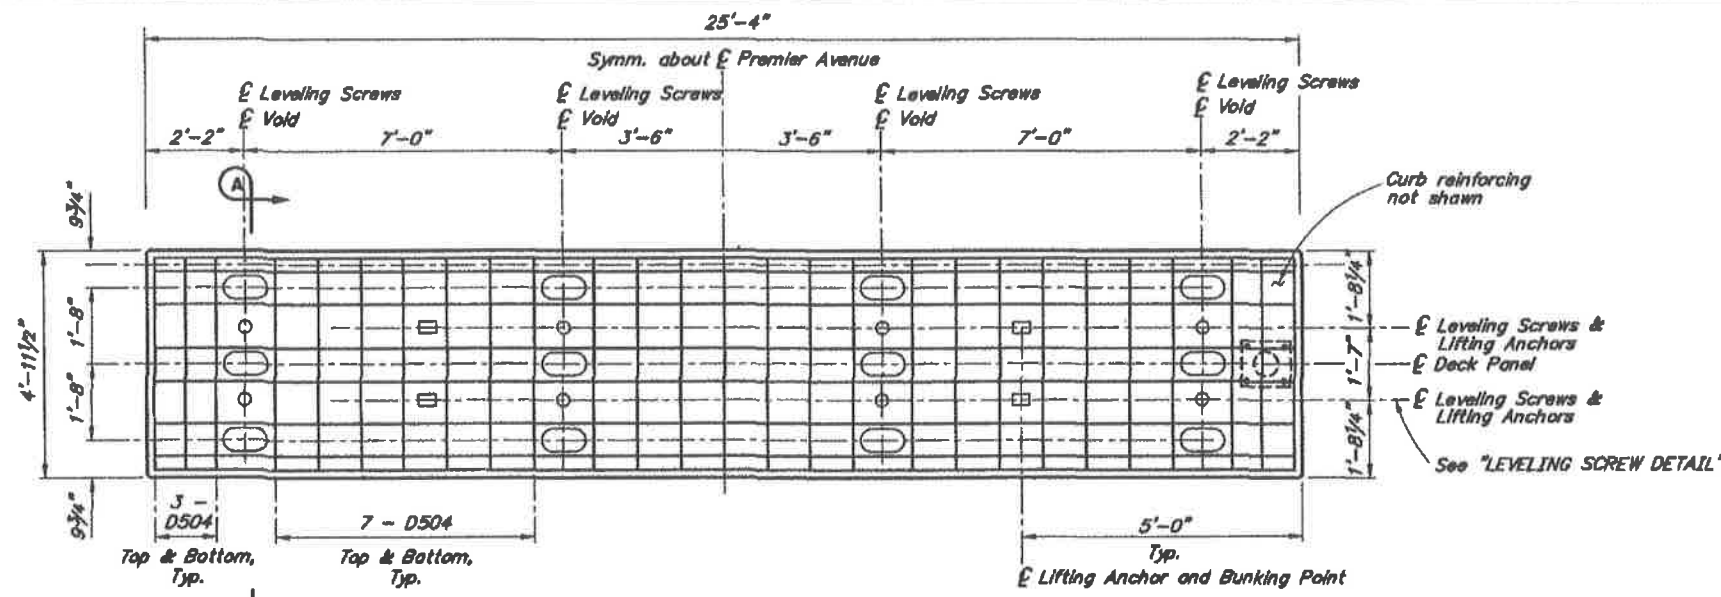 25'-4"
Symm. about ℄ Premier Avenue
℄ Leveling Screws
℄ Void
℄ Leveling Screws
℄ Void
℄ Leveling Screws
℄ Void
℄ Leveling Screws
℄ Void
2'-2"
7'-0"
3'-6"
3'-6"
7'-0"
2'-2"
A
9¾"
Curb reinforcing
not shawn
4'-11½"
1'-8"
1'-8"
9¾"
1'-8¼"
1'-7"
1'-8¼"
℄ Leveling Screws &
Lifting Anchors
℄ Deck Panel
℄ Leveling Screws &
Lifting Anchors
See "LEVELING SCREW DETAIL"
3 -
D504
Top & Bottom,
Typ.
7 - D504
Top & Bottom,
Typ.
5'-0"
Typ.
℄ Lifting Anchor and Bunking Point